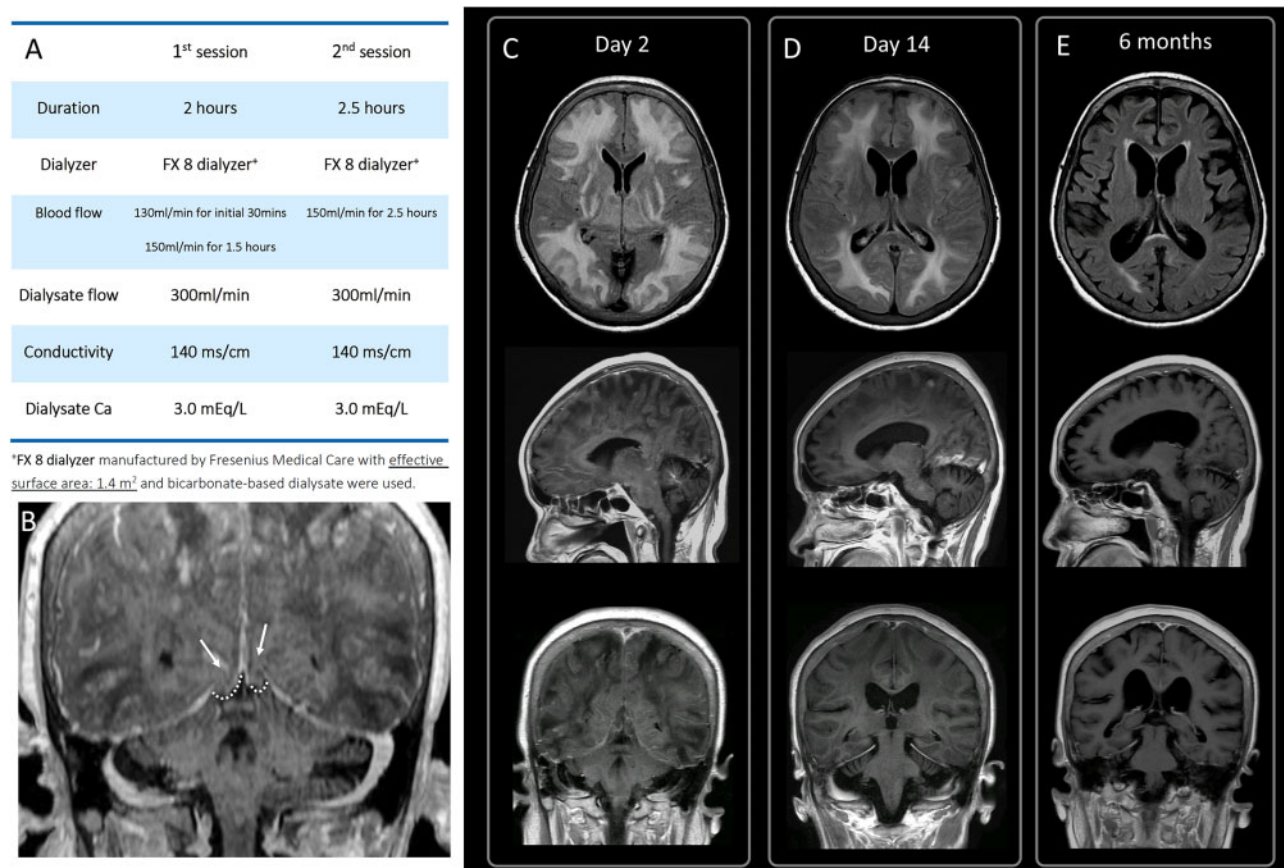 A
1st session 2nd session
Duration 2 hours 2.5 hours
Dialyzer FX 8 dialyzer+ FX 8 dialyzer+
Blood flow 130ml/min for initial 30mins 150ml/min for 2.5 hours
150ml/min for 1.5 hours
Dialysate flow 300ml/min 300ml/min
Conductivity 140 ms/cm 140 ms/cm
Dialysate Ca 3.0 mEq/L 3.0 mEq/L
+FX 8 dialyzer manufactured by Fresenius Medical Care with effective
surface area: 1.4 m2 and bicarbonate-based dialysate were used.
B
C Day 2
D Day 14
E 6 months